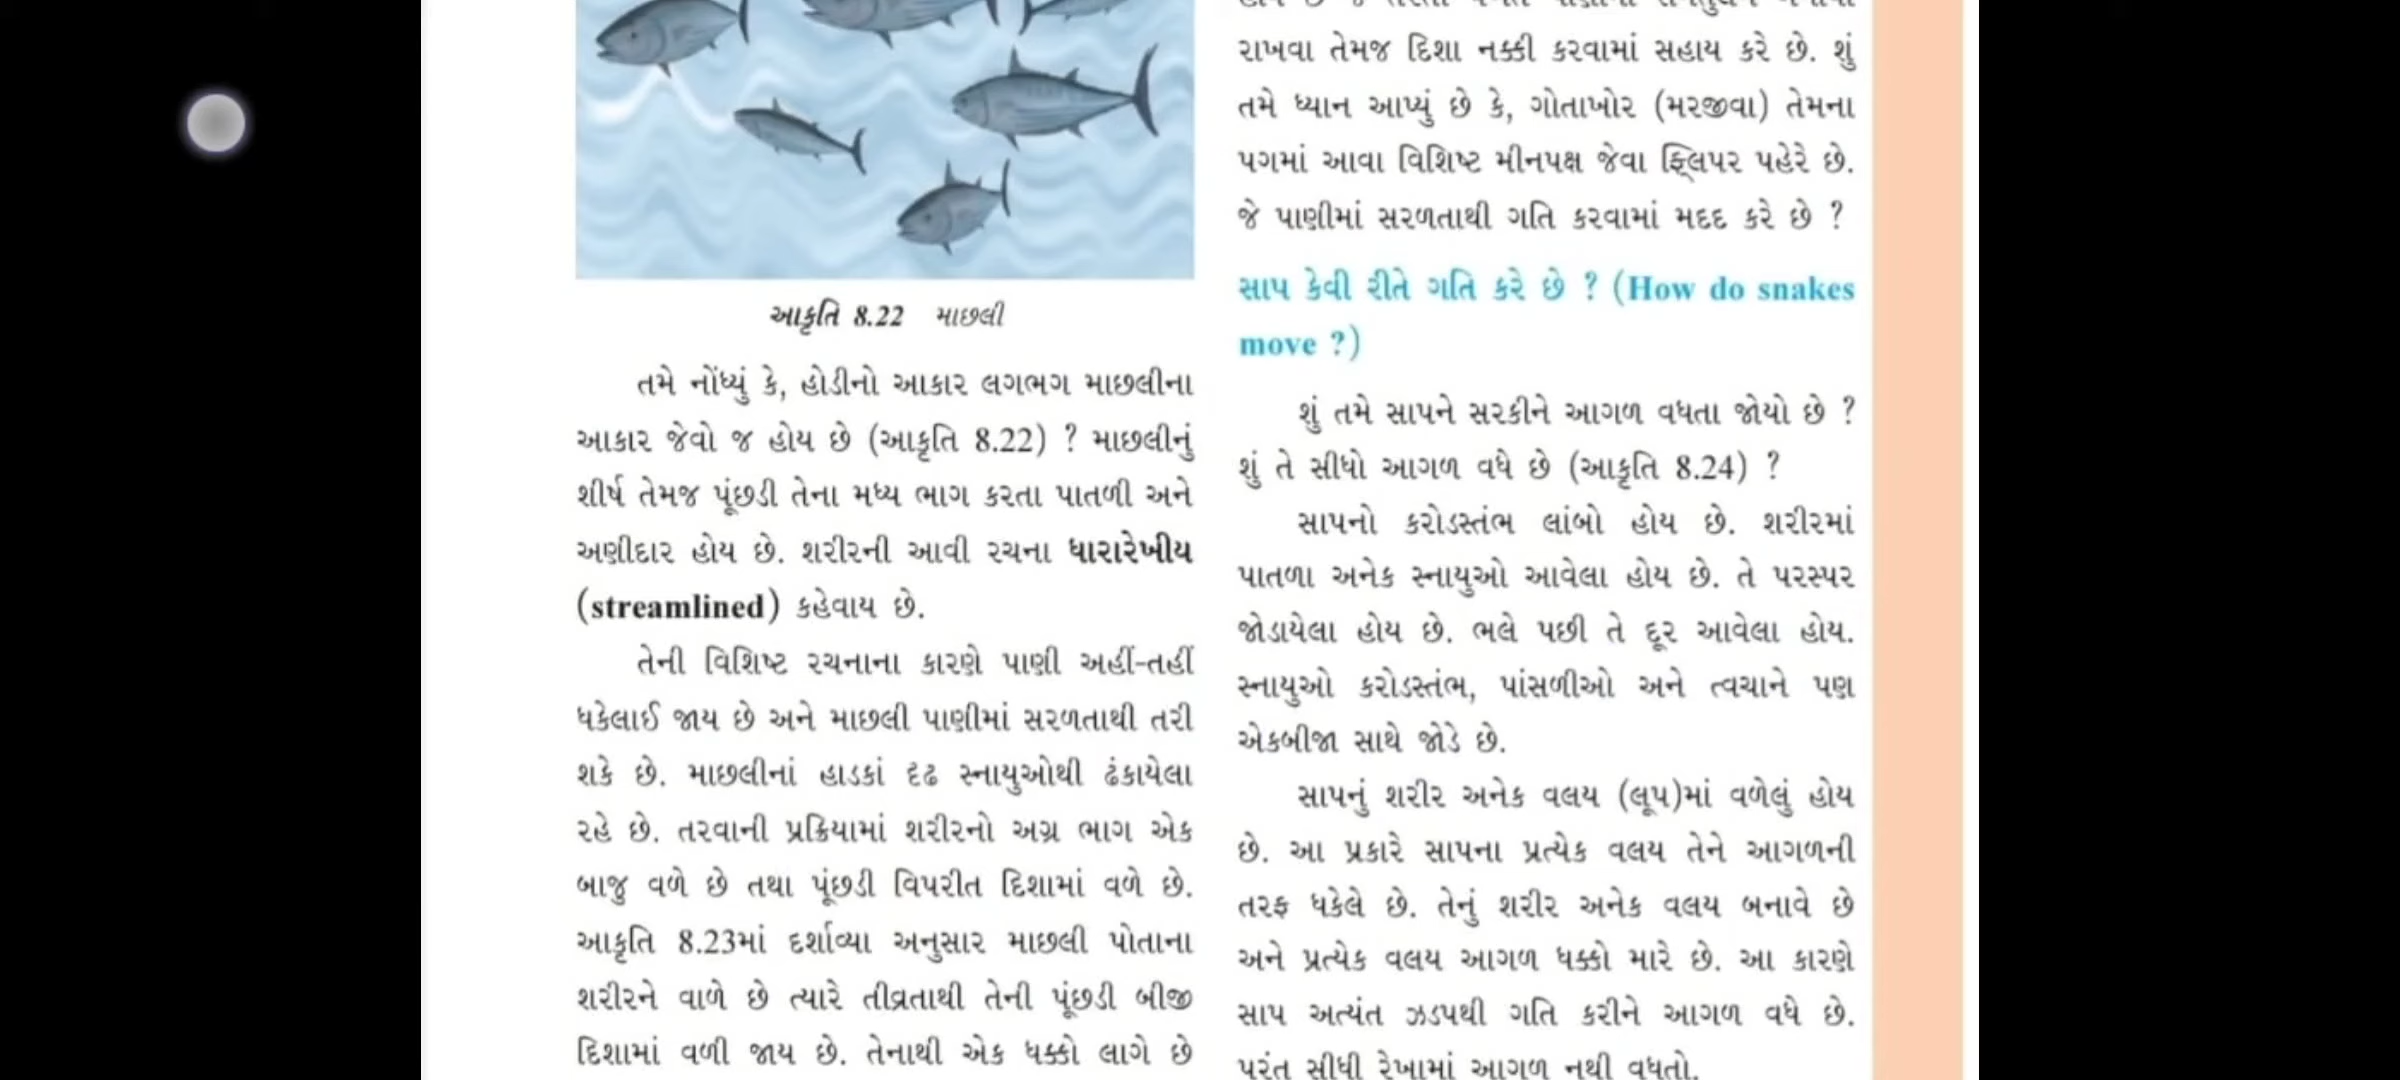 આકૃતિ 8.22 માછલી
તમે નોંધ્યું કે, હોડીનો આકાર લગભગ માછલીના
આકાર જેવો જ હોય છે (આકૃતિ 8.22) ? માછલીનું
શીર્ષ તેમજ પૂંછડી તેના મધ્ય ભાગ કરતા પાતળી અને
અણીદાર હોય છે. શરીરની આવી રચના ધારારેખીય
(streamlined) કહેવાય છે.
તેની વિશિષ્ટ રચનાના કારણે પાણી અહીં-તહીં
ધકેલાઈ જાય છે અને માછલી પાણીમાં સરળતાથી તરી
શકે છે. માછલીનાં હાડકાં દૃઢ સ્નાયુઓથી ઢંકાયેલા
રહે છે. તરવાની પ્રક્રિયામાં શરીરનો અગ્ર ભાગ એક
બાજુ વળે છે તથા પૂંછડી વિપરીત દિશામાં વળે છે.
આકૃતિ 8.23માં દર્શાવ્યા અનુસાર માછલી પોતાના
શરીરને વાળે છે ત્યારે તીવ્રતાથી તેની પૂંછડી બીજી
દિશામાં વળી જાય છે. તેનાથી એક ધક્કો લાગે છે
રાખવા તેમજ દિશા નક્કી કરવામાં સહાય કરે છે. શું
તમે ધ્યાન આપ્યું છે કે, ગોતાખોર (મરજીવા) તેમના
પગમાં આવા વિશિષ્ટ મીનપક્ષ જેવા ફ્લિપર પહેરે છે.
જે પાણીમાં સરળતાથી ગતિ કરવામાં મદદ કરે છે ?
સાપ કેવી રીતે ગતિ કરે છે ? (How do snakes
move ?)
શું તમે સાપને સરકીને આગળ વધતા જોયો છે ?
શું તે સીધો આગળ વધે છે (આકૃતિ 8.24) ?
સાપનો કરોડસ્તંભ લાંબો હોય છે. શરીરમાં
પાતળા અનેક સ્નાયુઓ આવેલા હોય છે. તે પરસ્પર
જોડાયેલા હોય છે. ભલે પછી તે દૂર આવેલા હોય.
સ્નાયુઓ કરોડસ્તંભ, પાંસળીઓ અને ત્વચાને પણ
એકબીજા સાથે જોડે છે.
સાપનું શરીર અનેક વલય (લૂપ)માં વળેલું હોય
છે. આ પ્રકારે સાપના પ્રત્યેક વલય તેને આગળની
તરફ ધકેલે છે. તેનું શરીર અનેક વલય બનાવે છે
અને પ્રત્યેક વલય આગળ ધક્કો મારે છે. આ કારણે
સાપ અત્યંત ઝડપથી ગતિ કરીને આગળ વધે છે.
પરંતુ સીધી રેખામાં આગળ નથી વધતો.